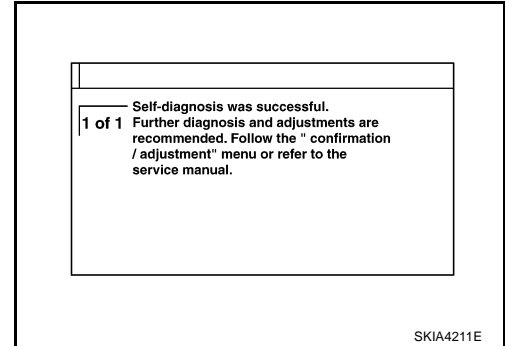 Self-diagnosis was successful.
1 of 1 Further diagnosis and adjustments are
recommended. Follow the " confirmation
/ adjustment" menu or refer to the
service manual.
SKIA4211E